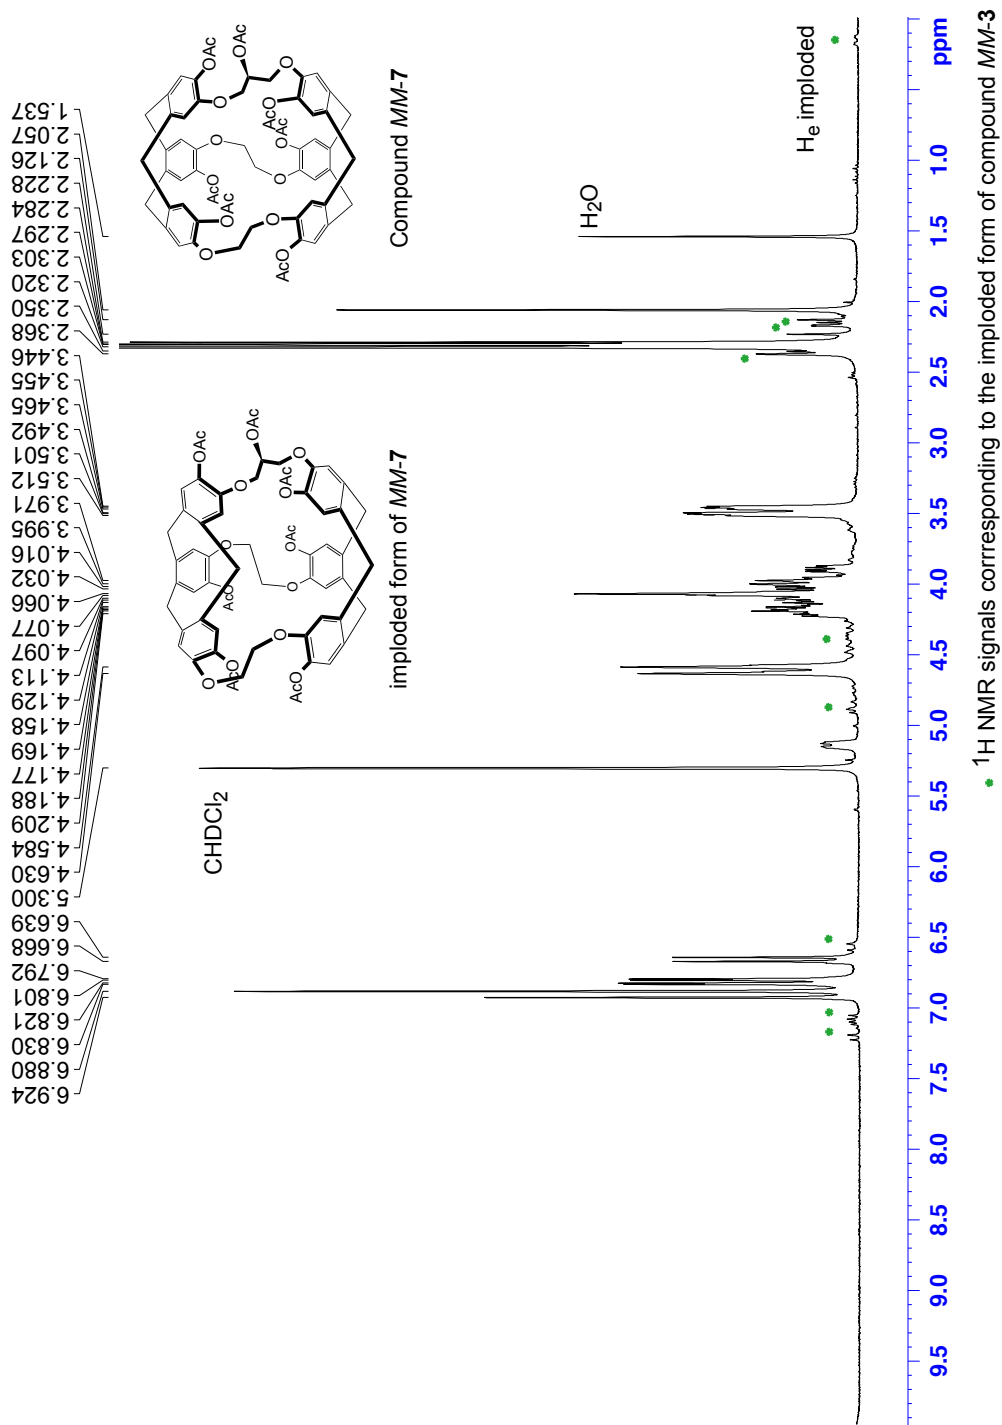 1.537
2.057
2.126
2.228
2.284
2.297
2.303
2.320
2.350
2.368
3.446
3.455
3.465
3.492
3.501
3.512
3.971
3.995
4.016
4.032
4.066
4.077
4.097
4.113
4.129
4.158
4.169
4.177
4.188
4.209
4.584
4.630
5.300
6.639
6.668
6.792
6.801
6.821
6.830
6.880
6.924
OAc
OAc
O
O
AcO
AcO
O
O
AcO
AcO
O
O
AcO
Compound MM-7
OAc
OAc
O
O
OAc
OAc
O
O
AcO
AcO
O
O
AcO
imploded form of MM-7
CHDCl2
H2O
He imploded
9.5 9.0 8.5 8.0 7.5 7.0 6.5 6.0 5.5 5.0 4.5 4.0 3.5 3.0 2.5 2.0 1.5 1.0 ppm
* 1H NMR signals corrresponding to the imploded form of compound MM-3